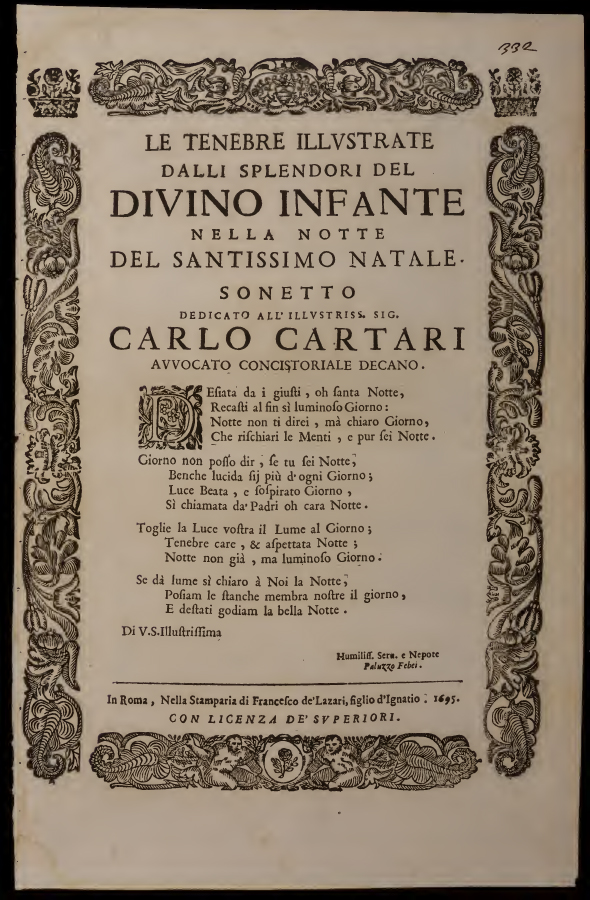 332
LE TENEBRE ILLVSTRATE
DALLI SPLENDORI DEL
DIVINO INFANTE
NELLA NOTTE
DEL SANTISSIMO NATALE.
SONETTO
DEDICATO ALL'ILLVSTRISS. SIG.
CARLO CARTARI
AVVOCATO CONCISTORIALE DECANO.
DEſiata da i giuſti, oh ſanta Notte,
Recaſti al fin sì luminoſo Giorno:
Notte non ti direi, mà chiaro Giorno,
Che riſchiari le Menti, e pur ſei Notte.
Giorno non poſſo dir, ſe tu ſei Notte;
Benche lucida ſij più d'ogni Giorno;
Luce Beata, e ſoſpirato Giorno,
Sì chiamata da' Padri oh cara Notte.
Toglie la Luce voſtra il Lume al Giorno;
Tenebre care, & aſpettata Notte;
Notte non già, ma luminoſo Giorno.
Se dà lume sì chiaro à Noi la Notte,
Poſiam le ſtanche membra noſtre il giorno,
E deſtati godiam la bella Notte.
Di V.S.Illuſtriſſima
Humiliſſ. Seru. e Nepote
Paluzzo Febei.
In Roma, Nella Stamparia di Franceſco de'Lazari, figlio d'Ignatio. 1695.
CON LICENZA DE' SVPERIORI.